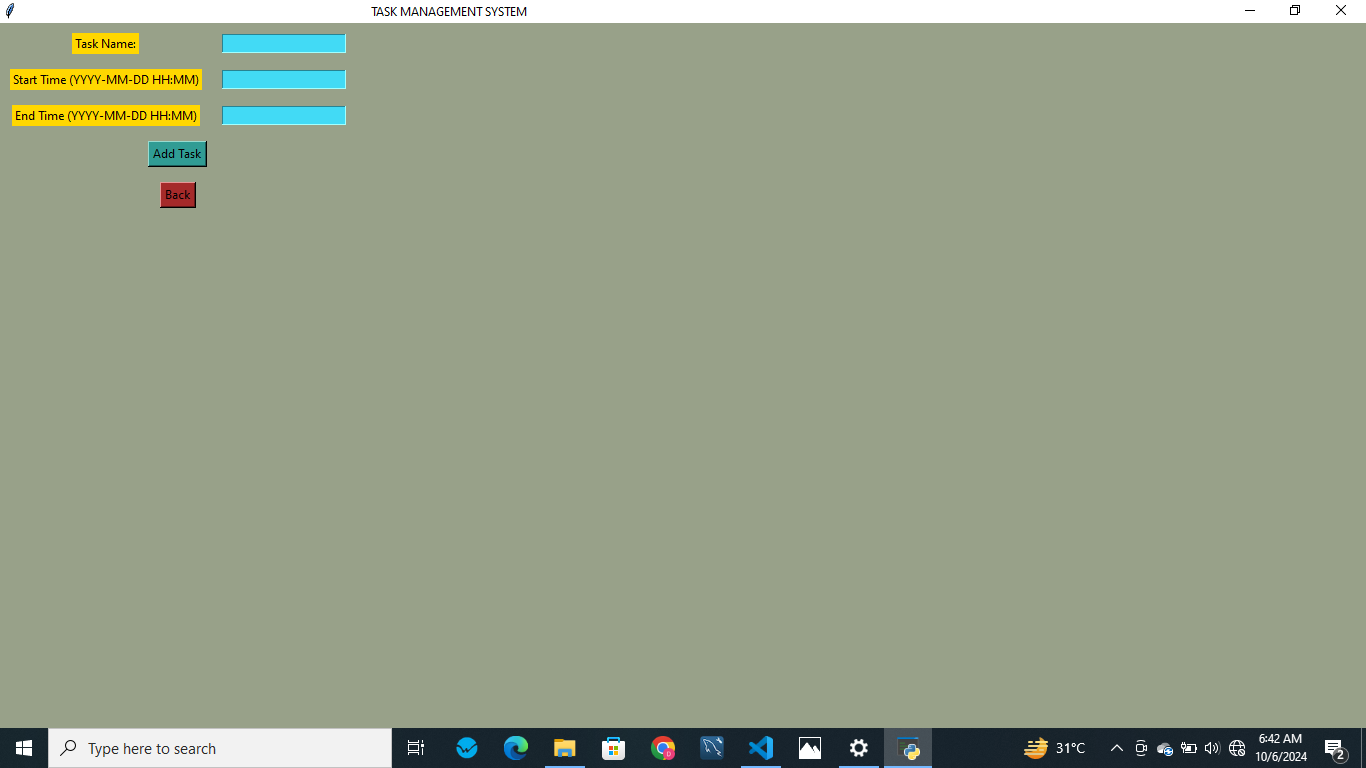 TASK MANAGEMENT SYSTEM
Task Name:
Start Time (YYYY-MM-DD HH:MM)
End Time (YYYY-MM-DD HH:MM)
Add Task
Back
Type here to search
31°C
6:42 AM
10/6/2024
2